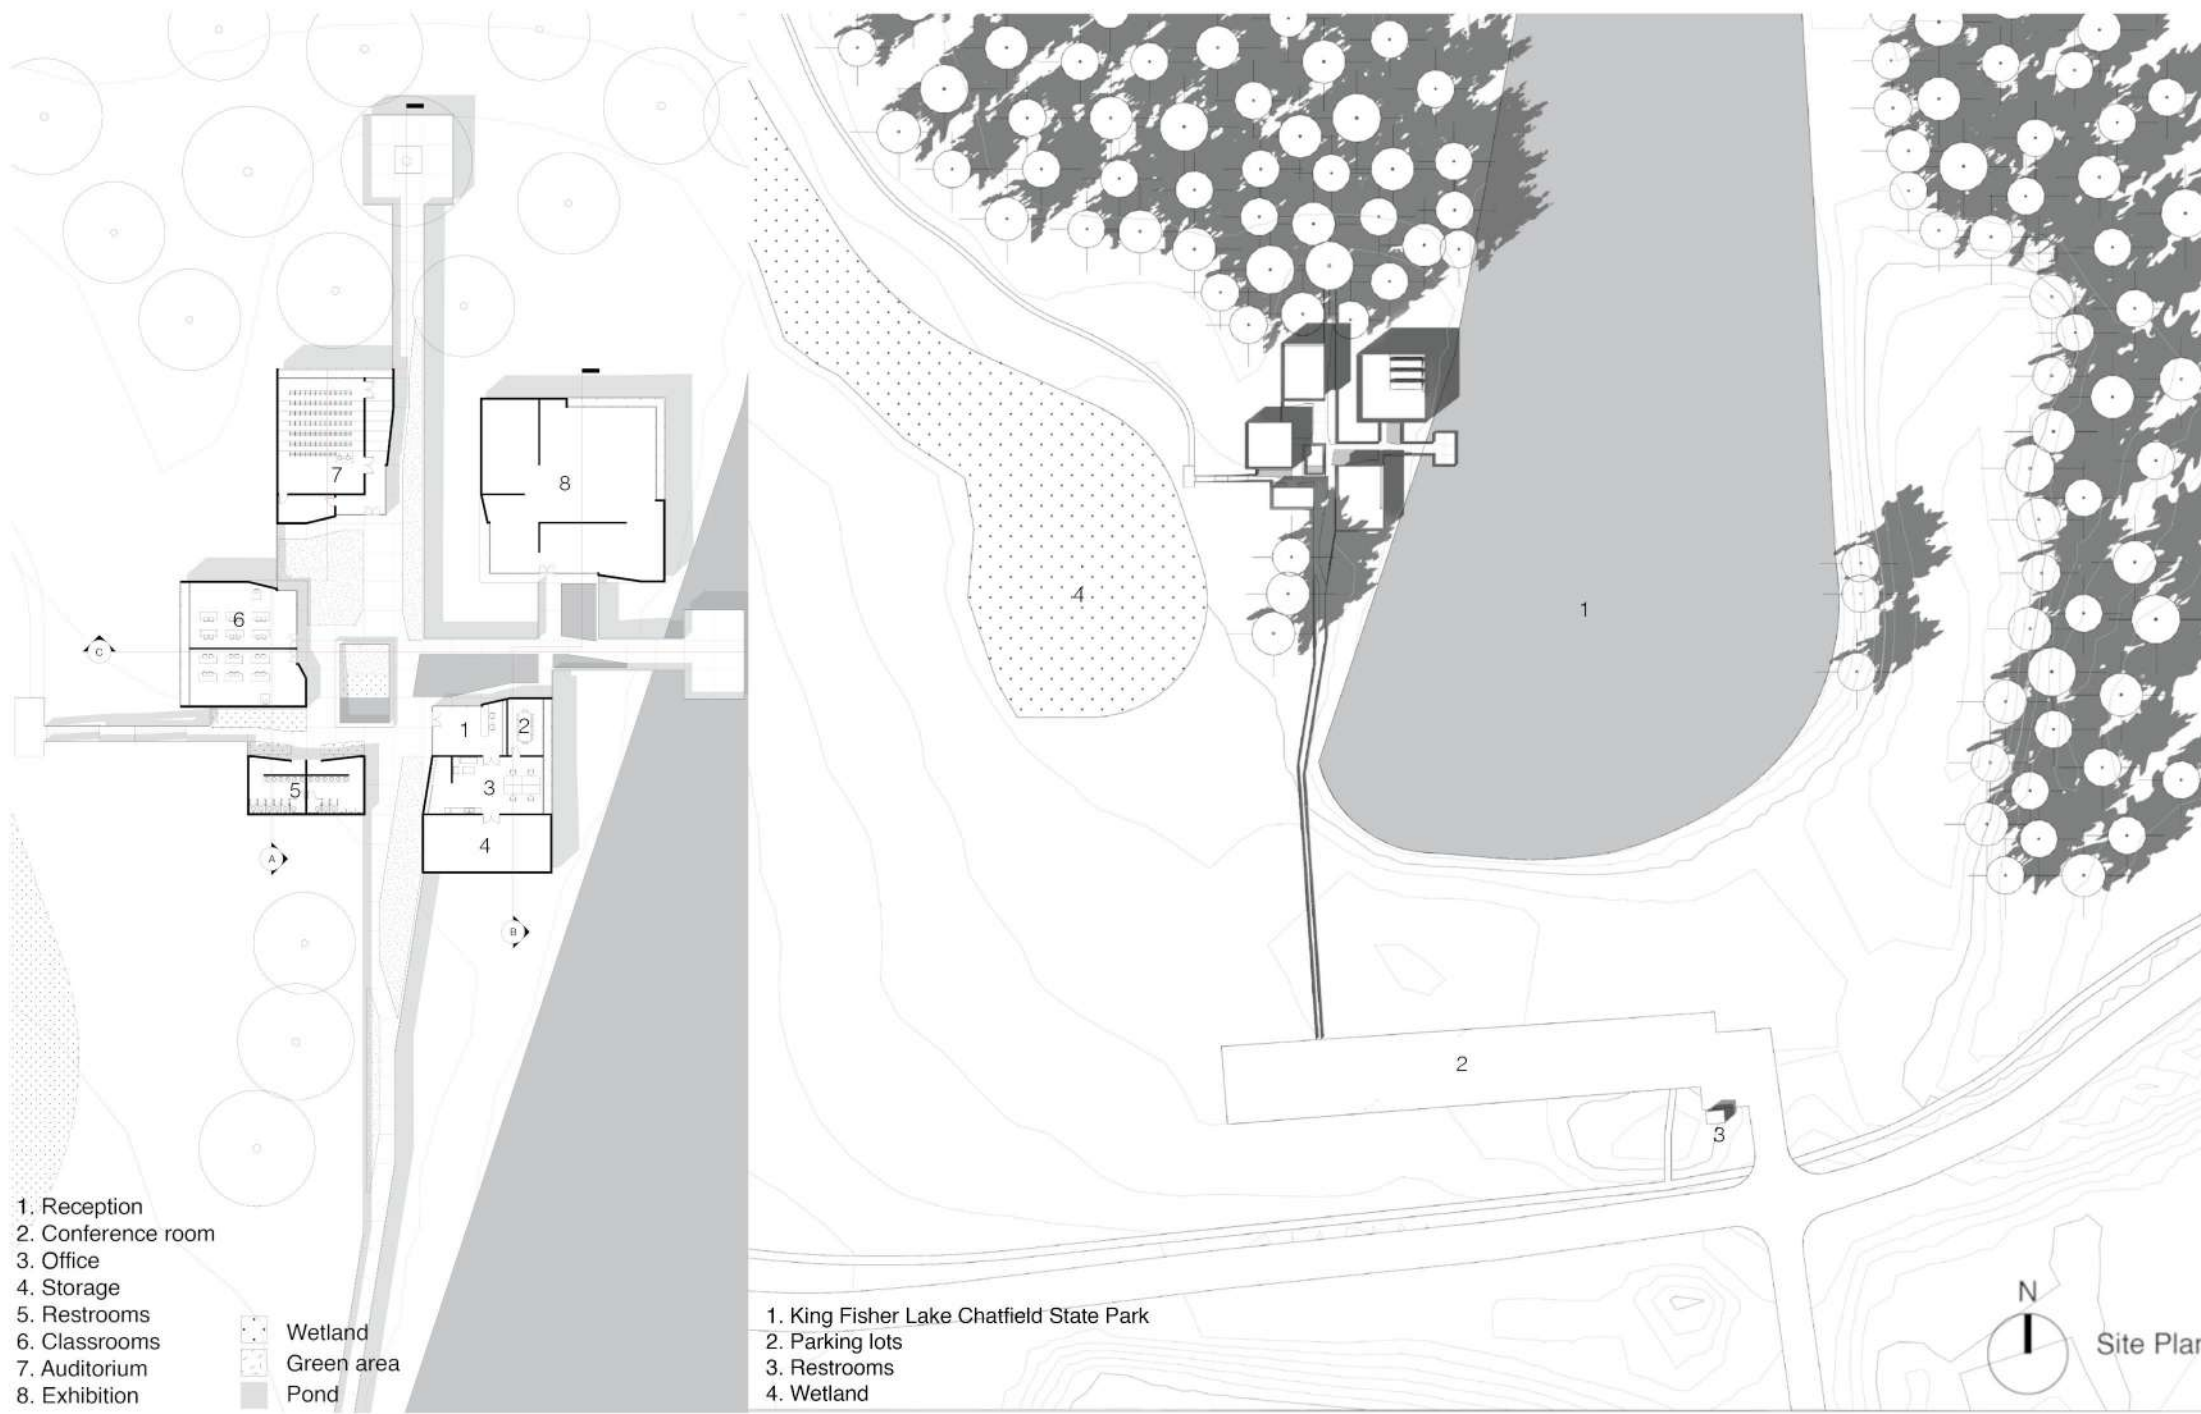 7
8
6
C
1
2
3
5
4
A
B
1. Reception
2. Conference room
3. Office
4. Storage
5. Restrooms
6. Classrooms
7. Auditorium
8. Exhibition
Wetland
Green area
Pond
4
1
2
3
1. King Fisher Lake Chatfield State Park
2. Parking lots
3. Restrooms
4. Wetland
N
Site Plan